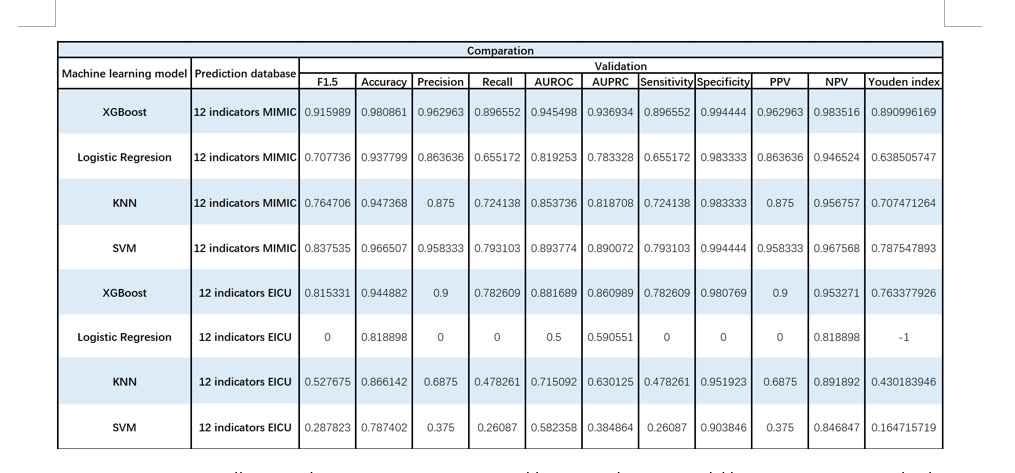 Comparation
Machine learning model Prediction database Validation
F1.5 Accuracy Precision Recall AUROC AUPRC Sensitivity Specificity PPV NPV Youden index
XGBoost 12 indicators MIMIC 0.915989 0.980861 0.962963 0.896552 0.945498 0.936934 0.896552 0.994444 0.962963 0.983516 0.890996169
Logistic Regresion 12 indicators MIMIC 0.707736 0.937799 0.863636 0.655172 0.819253 0.783328 0.655172 0.983333 0.863636 0.946524 0.638505747
KNN 12 indicators MIMIC 0.764706 0.947368 0.875 0.724138 0.853736 0.818708 0.724138 0.983333 0.875 0.956757 0.707471264
SVM 12 indicators MIMIC 0.837535 0.966507 0.958333 0.793103 0.893774 0.890072 0.793103 0.994444 0.958333 0.967568 0.787547893
XGBoost 12 indicators EICU 0.815331 0.944882 0.9 0.782609 0.881689 0.860989 0.782609 0.980769 0.9 0.953271 0.763377926
Logistic Regresion 12 indicators EICU 0 0.818898 0 0 0.5 0.590551 0 0 0 0.818898 -1
KNN 12 indicators EICU 0.527675 0.866142 0.6875 0.478261 0.715092 0.630125 0.478261 0.951923 0.6875 0.891892 0.430183946
SVM 12 indicators EICU 0.287823 0.787402 0.375 0.26087 0.582358 0.384864 0.26087 0.903846 0.375 0.846847 0.164715719